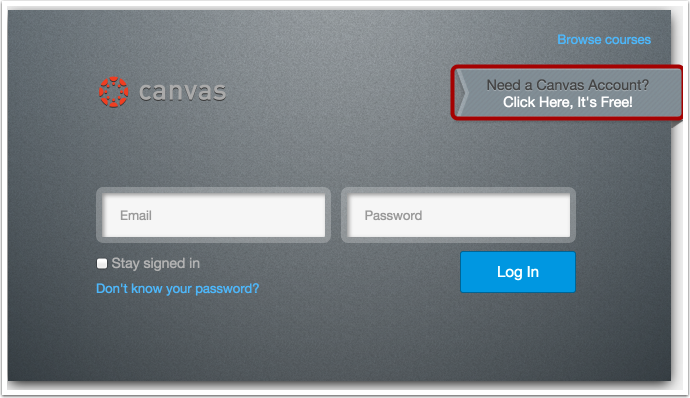 Browse courses
Need a Canvas Account?
Click Here, It's Free!
canvas
Email
Password
Stay signed in
Log In
Don't know your password?